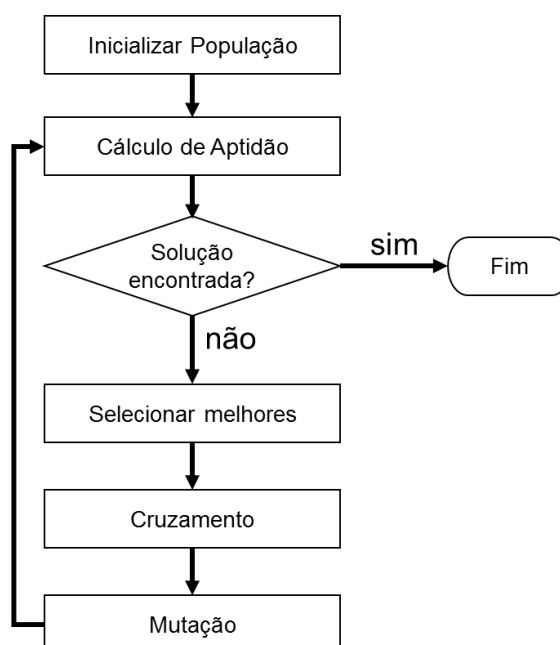 Inicializar População
Cálculo de Aptidão
Solução
encontrada?
sim
Fim
não
Selecionar melhores
Cruzamento
Mutação